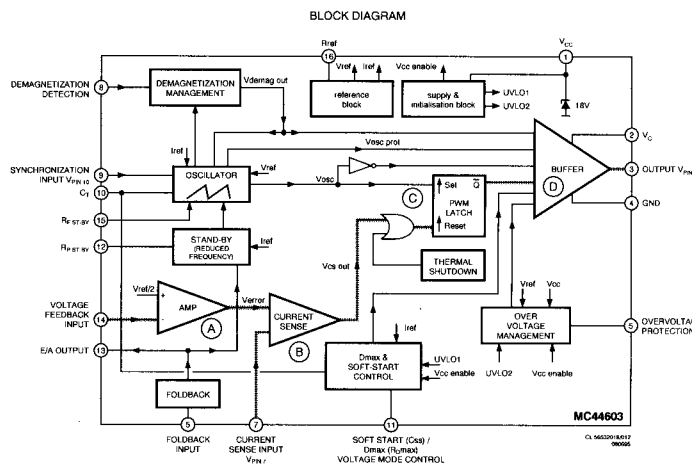 BLOCK DIAGRAM
Rref
16
VCC
1
DEMAGNETIZATION
DETECTION
8
DEMAGNETIZATION
MANAGEMENT
Vdemag out
Vref
Iref
reference
block
Vcc enable
supply &
initialisation block
UVLO1
UVLO2
18V
Iref
Vosc prot
2
VC
SYNCHRONIZATION
INPUT VPIN 10
9
OSCILLATOR
Vref
BUFFER
D
3
OUTPUT VPIN
CT
10
Vosc
C
Set
Q
PWM
LATCH
Reset
4
GND
RF ST-BY
15
RP ST-BY
12
STAND-BY
(REDUCED
FREQUENCY)
Iref
THERMAL
SHUTDOWN
Vcs out
Vref/2
+
-
AMP
A
Verror
CURRENT
SENSE
B
VOLTAGE
FEEDBACK
INPUT
14
E/A OUTPUT
13
Vref
Vcc
OVER
VOLTAGE
MANAGEMENT
5
OVERVOLTAGE
PROTECTION
UVLO2
Vcc enable
Iref
Dmax &
SOFT-START
CONTROL
UVLO1
Vcc enable
FOLDBACK
MC44603
5
FOLDBACK
INPUT
7
CURRENT
SENSE INPUT
VPIN 7
11
SOFT START (Css) /
Dmax (RDmax)
VOLTAGE MODE CONTROL